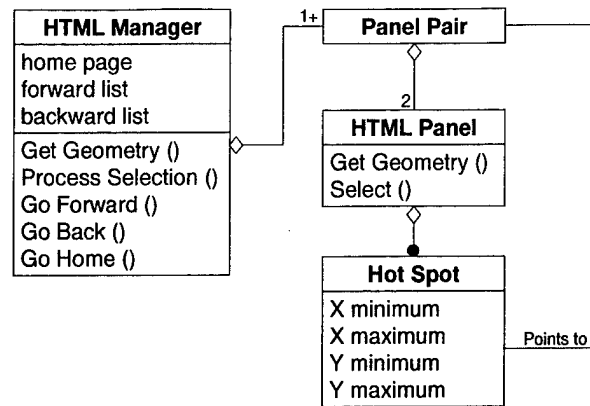 HTML Manager
home page
forward list
backward list
Get Geometry ()
Process Selection ()
Go Forward ()
Go Back ()
Go Home ()
1+
Panel Pair
2
HTML Panel
Get Geometry ()
Select ()
Hot Spot
X minimum
X maximum
Y minimum
Y maximum
Points to